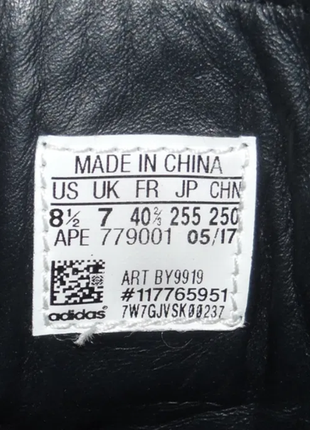 MADE IN CHINA
US UK FR JP CHN
8½ 7 40⅔ 255 250
APE 779001 05/17
ART BY9919
#117765951
7W7GJVSK00237
adidas